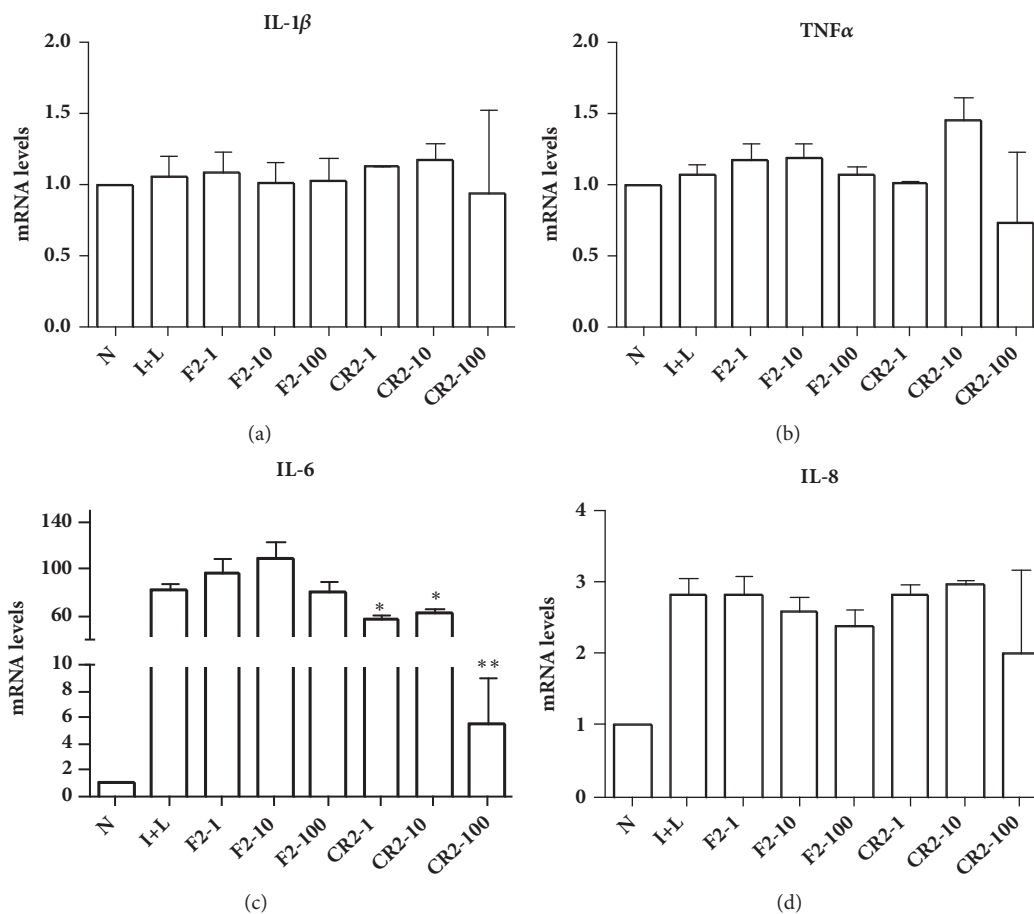 IL-1β
mRNA levels
2.0
1.5
1.0
0.5
0.0
N
I+L
F2-1
F2-10
F2-100
CR2-1
CR2-10
CR2-100
(a)
TNFα
mRNA levels
2.0
1.5
1.0
0.5
0.0
N
I+L
F2-1
F2-10
F2-100
CR2-1
CR2-10
CR2-100
(b)
IL-6
mRNA levels
140
100
60
10
8
6
4
2
0
*
*
**
N
I+L
F2-1
F2-10
F2-100
CR2-1
CR2-10
CR2-100
(c)
IL-8
mRNA levels
4
3
2
1
0
N
I+L
F2-1
F2-10
F2-100
CR2-1
CR2-10
CR2-100
(d)